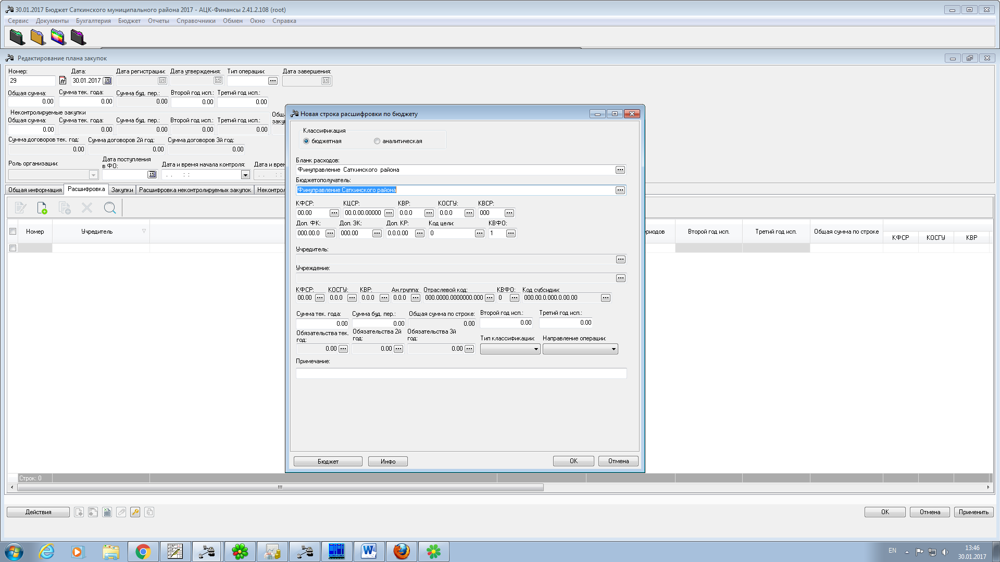 30.01.2017 Бюджет Саткинского муниципального района 2017 - АЦК-Финансы 2.41.2.108 (root)
Сервис Документы Бухгалтерия Бюджет Отчеты Справочники Обмен Окно Справка
Редактирование плана закупок
Номер: Дата: Дата регистрации: Дата утверждения: Тип операции: Дата завершения:
29 # 30.01.2017 15 15 15 15
Общая сумма: Сумма тек. года: Сумма буд. пер.: Второй год исп.: Третий год исп.:
0.00 0.00 0.00 0.00 0.00
Неконтролируемые закупки
Общая сумма: Сумма тек. года: Сумма буд. пер.: Второй год исп.: Третий год исп.:
0.00 0.00 0.00 0.00 0.00
Сумма договоров тек. год: Сумма договоров 2й год: Сумма договоров 3й год:
0.00 0.00 0.00
Роль организации: Дата поступления в ФО: Дата и время начала контроля: Дата и врем
15 . . : : . . : :
Общая информация Расшифровка Закупки Расшифровка неконтролируемых закупок Неконтрол
Номер Учредитель риодов Второй год исп. Третий год исп. Общая сумма по строке
КФСР КОСГУ КВР
Новая строка расшифровки по бюджету
Классификация
бюджетная аналитическая
Бланк расходов:
Финуправление Саткинского района
Бюджетополучатель:
Финуправление Саткинского района
КФСР: КЦСР: КВР: КОСГУ: КВСР:
00.00 00.0.00.00000 0.0.0 0.0.0 000
Доп. ФК: Доп. ЭК: Доп. КР: Код цели: КВФО:
000.00.0 000.00 0.0.0.00 0 1
Учредитель:
Учреждение:
КФСР: КОСГУ: КВР: Ан.группа: Отраслевой код: КВФО: Код субсидии:
00.00 0.0.0 0.0.0 0.0.0 000.0000.0000000.000 0 000.00.0.000.0.00.00
Сумма тек. года: Сумма буд. пер.: Общая сумма по строке: Второй год исп.: Третий год исп.:
0.00 0.00 0.00 0.00 0.00
Обязательства тек. год: Обязательства 2й год: Обязательства 3й год: Тип классификации: Направление операции:
0.00 0.00 0.00
Примечание:
Бюджет Инфо OK Отмена
Строк: 0
Действия OK Отмена Применить
EN 13:46
30.01.2017